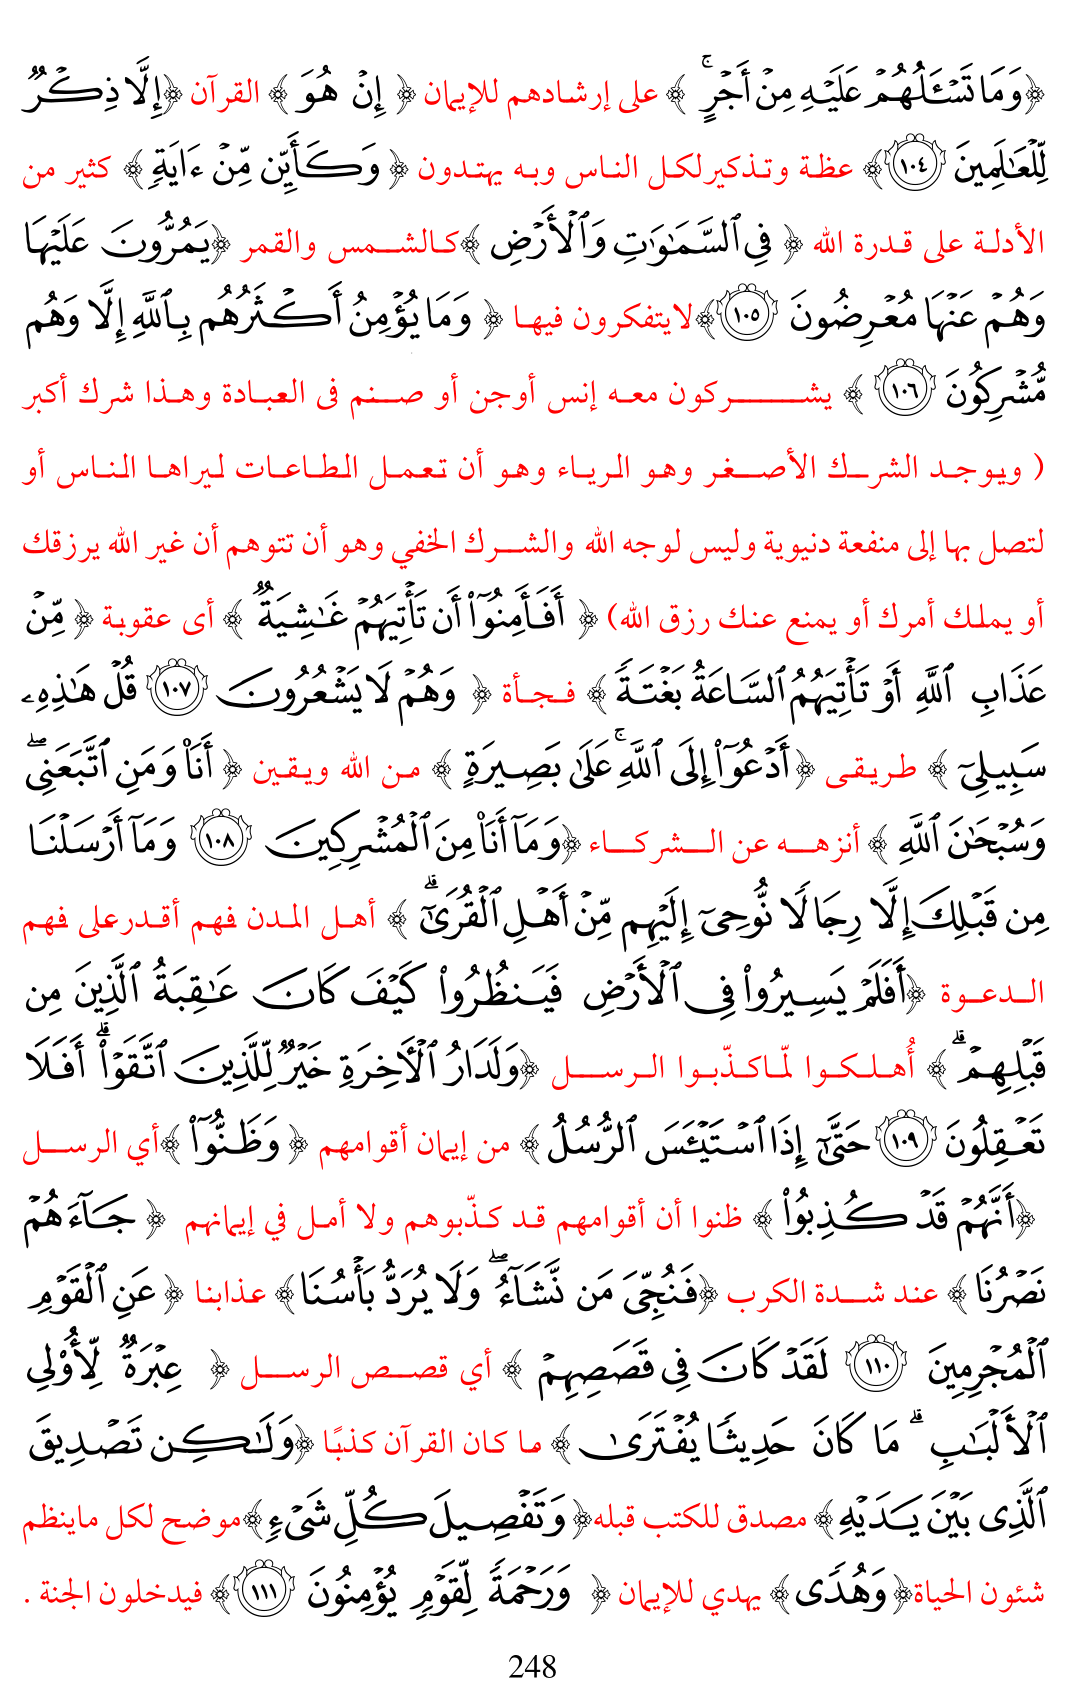 ﴿وَمَا تَسْـَٔلُهُمْ عَلَيْهِ مِنْ أَجْرٍ ۚ ﴾ على إرشادهم للإيمان ﴿ إِنْ هُوَ ﴾ القرآن ﴿إِلَّا ذِكْرٌ
لِّلْعَـٰلَمِينَ ١٠٤﴾ عظة وتذكير لكل الناس وبه يهتدون ﴿ وَكَأَيِّن مِّنْ ءَايَةٍ ﴾ كثير من
الأدلة على قدرة الله ﴿ فِى ٱلسَّمَـٰوَٰتِ وَٱلْأَرْضِ ﴾كالشمس والقمر ﴿يَمُرُّونَ عَلَيْهَا
وَهُمْ عَنْهَا مُعْرِضُونَ ١٠٥﴾لايتفكرون فيها ﴿ وَمَا يُؤْمِنُ أَكْثَرُهُم بِٱللَّهِ إِلَّا وَهُم
مُّشْرِكُونَ ١٠٦ ﴾ يشركون معه إنس أوجن أو صنم فى العبادة وهذا شرك أكبر
( ويوجد الشرك الأصغر وهو الرياء وهو أن تعمل الطاعات ليراها الناس أو
لتصل بها إلى منفعة دنيوية وليس لوجه الله والشرك الخفي وهو أن تتوهم أن غير الله يرزقك
أو يملك أمرك أو يمنع عنك رزق الله) ﴿ أَفَأَمِنُوٓا۟ أَن تَأْتِيَهُمْ غَـٰشِيَةٌ ﴾ أى عقوبة ﴿ مِّنْ
عَذَابِ ٱللَّهِ أَوْ تَأْتِيَهُمُ ٱلسَّاعَةُ بَغْتَةً ﴾ فجأة ﴿ وَهُمْ لَا يَشْعُرُونَ ١٠٧ قُلْ هَـٰذِهِۦ
سَبِيلِىٓ ﴾ طريقى ﴿أَدْعُوٓا۟ إِلَى ٱللَّهِ ۚ عَلَىٰ بَصِيرَةٍ ﴾ من الله ويقين ﴿ أَنَا۠ وَمَنِ ٱتَّبَعَنِى ۖ
وَسُبْحَـٰنَ ٱللَّهِ ﴾ أنزهه عن الشركاء ﴿وَمَآ أَنَا۠ مِنَ ٱلْمُشْرِكِينَ ١٠٨ وَمَآ أَرْسَلْنَا
مِن قَبْلِكَ إِلَّا رِجَالًا نُّوحِىٓ إِلَيْهِم مِّنْ أَهْلِ ٱلْقُرَىٰٓ ۗ ﴾ أهل المدن فهم أقدرعلى فهم
الدعوة ﴿أَفَلَمْ يَسِيرُوا۟ فِى ٱلْأَرْضِ فَيَنظُرُوا۟ كَيْفَ كَانَ عَـٰقِبَةُ ٱلَّذِينَ مِن
قَبْلِهِمْ ۗ ﴾ أُهلكوا لمّاكذّبوا الرسل ﴿وَلَدَارُ ٱلْـَٔاخِرَةِ خَيْرٌ لِّلَّذِينَ ٱتَّقَوْا۟ ۗ أَفَلَا
تَعْقِلُونَ ١٠٩ حَتَّىٰٓ إِذَا ٱسْتَيْـَٔسَ ٱلرُّسُلُ ﴾ من إيمان أقوامهم ﴿ وَظَنُّوٓا۟ ﴾أي الرسل
﴿أَنَّهُمْ قَدْ كُذِبُوا۟ ﴾ ظنوا أن أقوامهم قد كذّبوهم ولا أمل في إيمانهم ﴿ جَآءَهُمْ
نَصْرُنَا ﴾ عند شدة الكرب ﴿فَنُجِّىَ مَن نَّشَآءُ ۖ وَلَا يُرَدُّ بَأْسُنَا ﴾ عذابنا ﴿ عَنِ ٱلْقَوْمِ
ٱلْمُجْرِمِينَ ١١٠ لَقَدْ كَانَ فِى قَصَصِهِمْ ﴾ أي قصص الرسل ﴿ عِبْرَةٌ لِّأُو۟لِى
ٱلْأَلْبَـٰبِ ۗ مَا كَانَ حَدِيثًا يُفْتَرَىٰ ﴾ ما كان القرآن كذبًا ﴿وَلَـٰكِن تَصْدِيقَ
ٱلَّذِى بَيْنَ يَدَيْهِ ﴾ مصدق للكتب قبله﴿ وَتَفْصِيلَ كُلِّ شَىْءٍ ﴾موضح لكل ماينظم
شئون الحياة﴿ وَهُدًى ﴾ يهدي للإيمان ﴿ وَرَحْمَةً لِّقَوْمٍ يُؤْمِنُونَ ١١١﴾ فيدخلون الجنة .
248